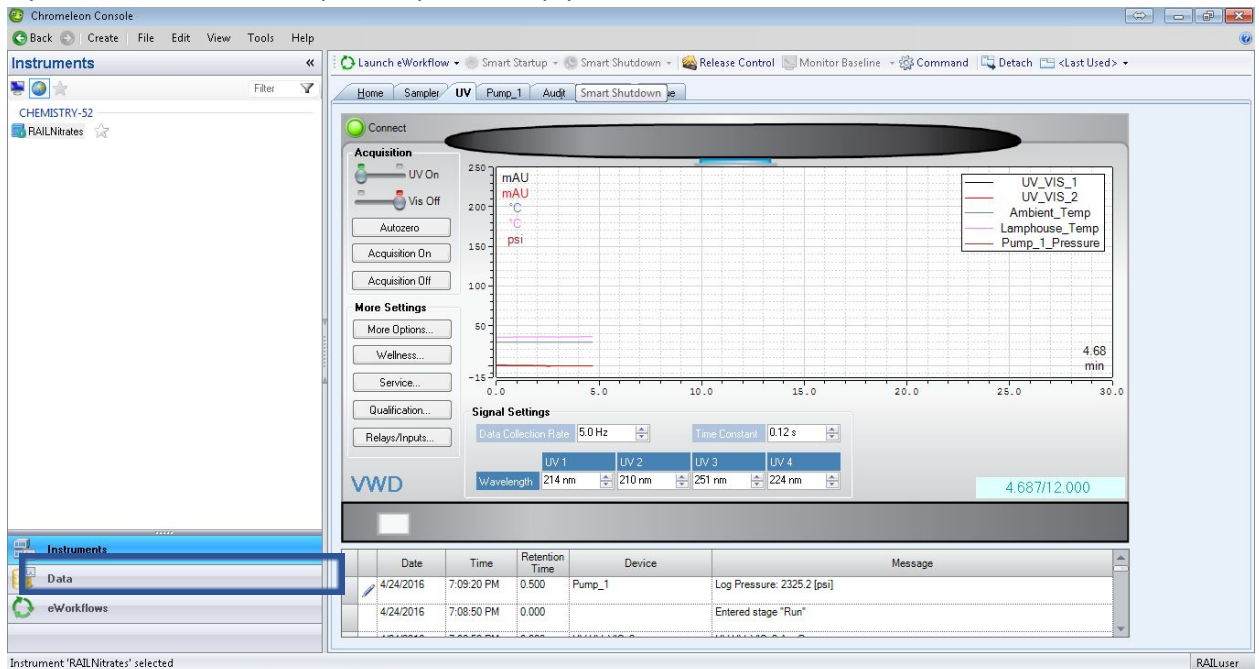 Chromeleon Console
Back Create File Edit View Tools Help
Instruments «
Launch eWorkflow Smart Startup Smart Shutdown Release Control Monitor Baseline Command Detach <Last Used>
Filter
Home Sampler UV Pump_1 Audit Smart Shutdown
CHEMISTRY-52
RAILNitrates
Connect
Acquisition
UV On
Vis Off
Autozero
Acquisition On
Acquisition Off
More Settings
More Options...
Wellness...
Service...
Qualification...
Relays/Inputs...
VWD
mAU
mAU
°C
°C
psi
250
200
150
100
50
-15
0.0 5.0 10.0 15.0 20.0 25.0 30.0
UV_VIS_1
UV_VIS_2
Ambient_Temp
Lamphouse_Temp
Pump_1_Pressure
4.68
min
Signal Settings
Data Collection Rate 5.0 Hz Time Constant 0.12 s
UV 1 UV 2 UV 3 UV 4
Wavelength 214 nm 210 nm 251 nm 224 nm
4.687/12.000
Instruments
Data
eWorkflows
Date Time Retention Time Device Message
4/24/2016 7:09:20 PM 0.500 Pump_1 Log Pressure: 2325.2 [psi]
4/24/2016 7:08:50 PM 0.000 Entered stage "Run"
Instrument 'RAILNitrates' selected
RAILuser